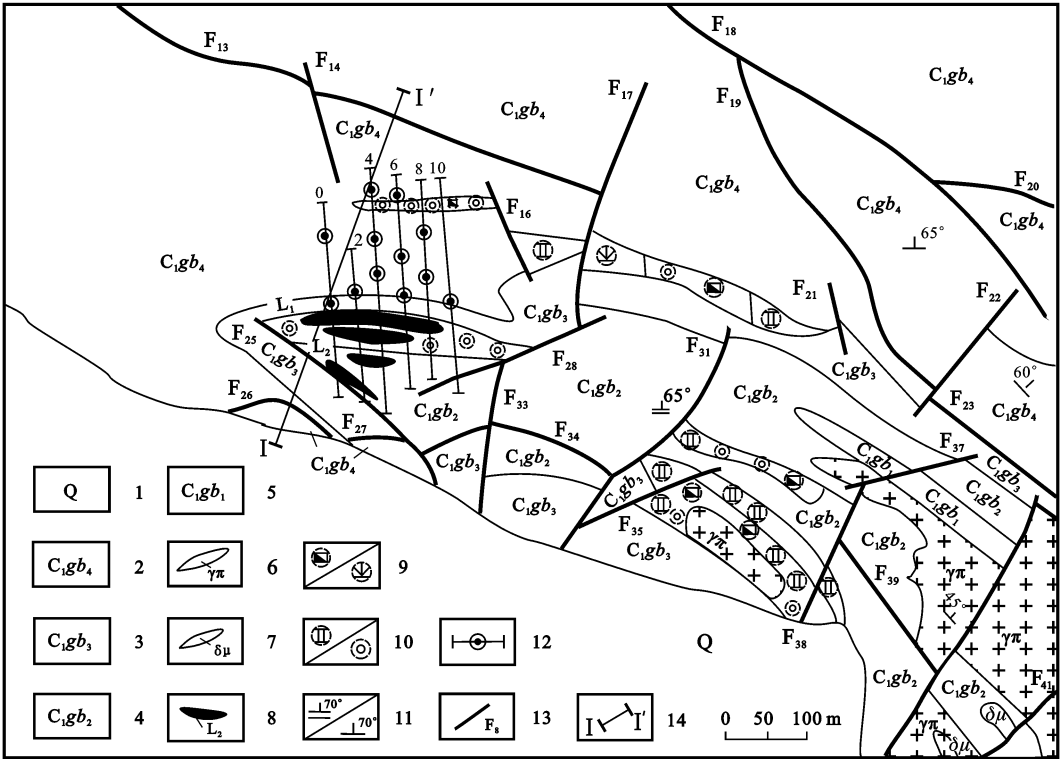 F₁₈
F₁₃
F₁₄
C₁gb₄
F₁₇
F₁₉
I′
C₁gb₄
C₁gb₄
4
6
8
10
C₁gb₄
F₂₀
0
F₁₆
C₁gb₄
C₁gb₄
65°
2
C₁gb₄
F₂₁
F₂₂
L₁
C₁gb₃
F₂₅
L₂
F₃₁
C₁gb₃
F₂₈
C₁gb₃
60°
F₂₆
C₁gb₂
C₁gb₂
F₃₃
F₂₃
C₁gb₄
65°
C₁gb₂
F₂₇
F₃₄
F₃₇
I
C₁gb₄
C₁gb₃
C₁gb₂
C₁gb₁
C₁gb₃
C₁gb₃
C₁gb₂
C₁gb₃
C₁gb₁
F₃₅
C₁gb₂
γπ
C₁gb₃
C₁gb₂
F₃₉
γπ
45°
F₃₈
γπ
Q
C₁gb₂
C₁gb₂
F₄₁
γπ
δμ
δμ
Q 1
C₁gb₁ 5
C₁gb₄ 2
γπ 6
9
C₁gb₃ 3
δμ 7
10
12
C₁gb₂ 4
L₂ 8
70° 70° 11
F₈ 13
I I′ 14
0 50 100 m